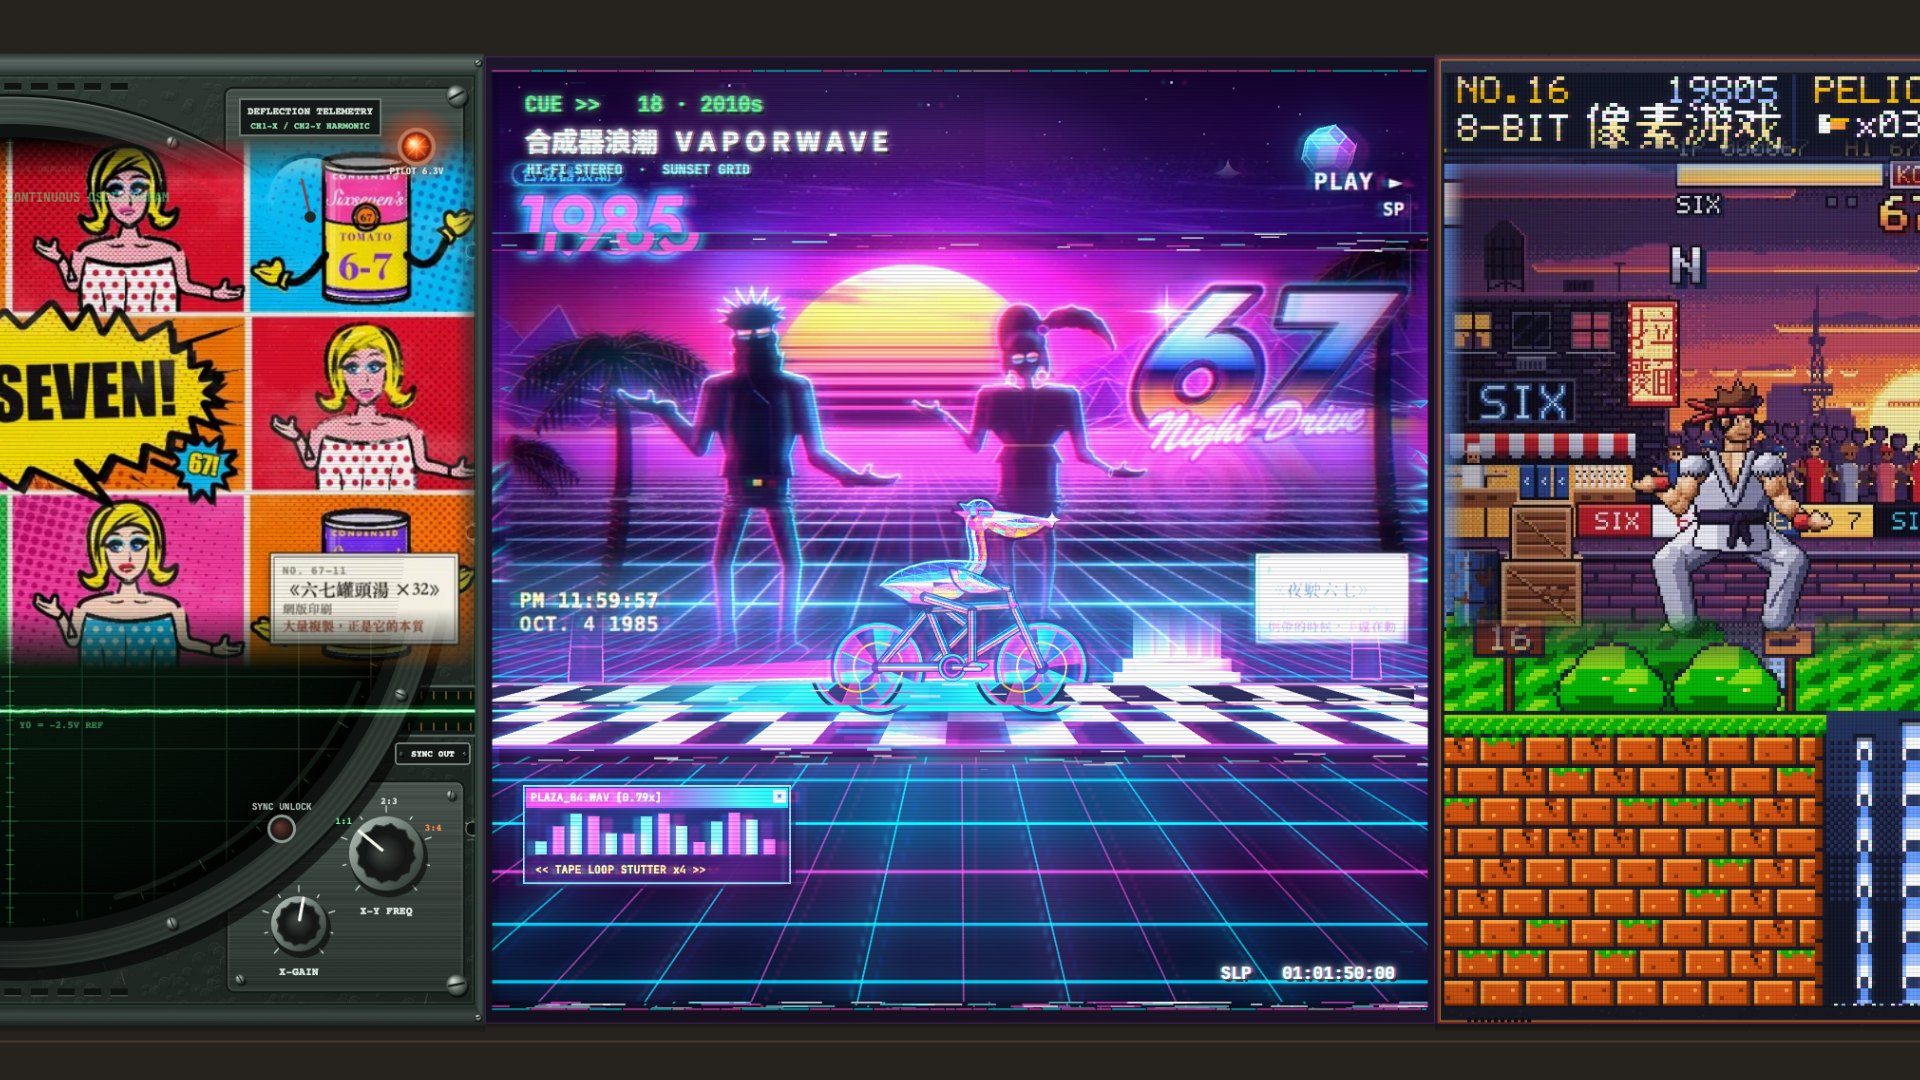 DEFLECTION TELEMETRY
CH1-X / CH2-Y HARMONIC
PILOT 6.3V
CONDENSED
Sixseven's
67
TOMATO
6-7
SEVEN!
67!
CONDENSED
NO. 67-11
《六七罐頭湯 ×32》
網版印刷
大量複製，正是它的本質
Y0 = -2.5V REF
SYNC OUT
SYNC UNLOCK
2:3
1:1
3:4
X-Y FREQ
X-GAIN
CUE >> 18 · 2010s
合成器浪潮 VAPORWAVE
HI-FI STEREO · SUNSET GRID
1985
PLAY ►
SP
67
Night-Drive
PM 11:59:57
OCT. 4 1985
《夜駛六七》
PLAZA_84.WAV [0.79x]
<< TAPE LOOP STUTTER x4 >>
SLP 01:01:50:00
NO.16 1980S
8-BIT 像素游戏
x03
SIX
N
SIX
SIX
7
16